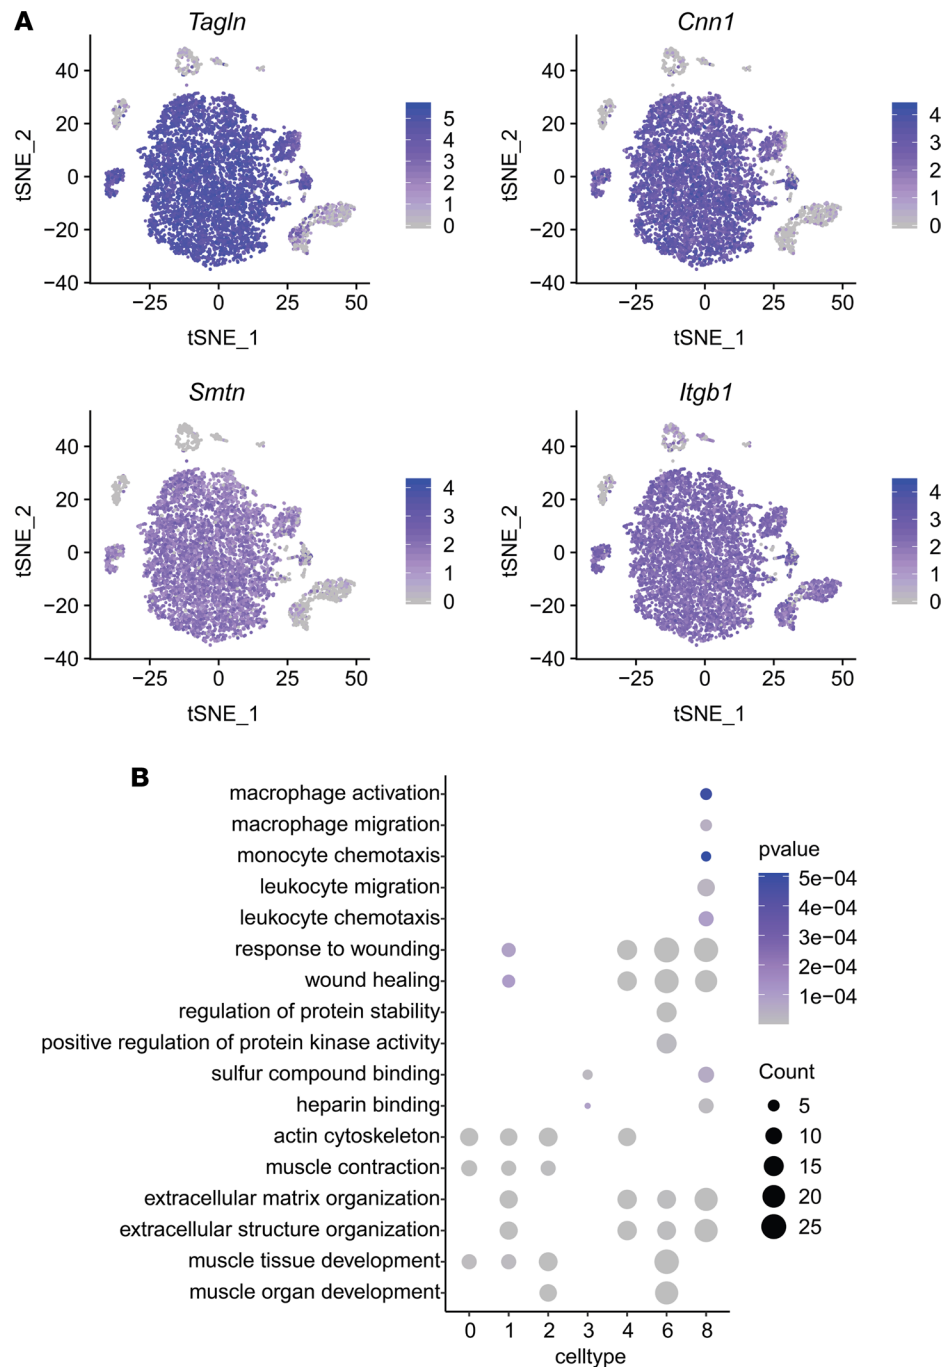 A
Tagln
tSNE_2
40
20
0
−20
−40
−25 0 25 50
tSNE_1
5
4
3
2
1
0
Cnn1
tSNE_2
40
20
0
−20
−40
−25 0 25 50
tSNE_1
4
3
2
1
0
Smtn
tSNE_2
40
20
0
−20
−40
−25 0 25 50
tSNE_1
4
3
2
1
0
Itgb1
tSNE_2
40
20
0
−20
−40
−25 0 25 50
tSNE_1
4
3
2
1
0
B
macrophage activation
macrophage migration
monocyte chemotaxis
leukocyte migration
leukocyte chemotaxis
response to wounding
wound healing
regulation of protein stability
positive regulation of protein kinase activity
sulfur compound binding
heparin binding
actin cytoskeleton
muscle contraction
extracellular matrix organization
extracellular structure organization
muscle tissue development
muscle organ development
0 1 2 3 4 6 8
celltype
pvalue
5e−04
4e−04
3e−04
2e−04
1e−04
Count
5
10
15
20
25